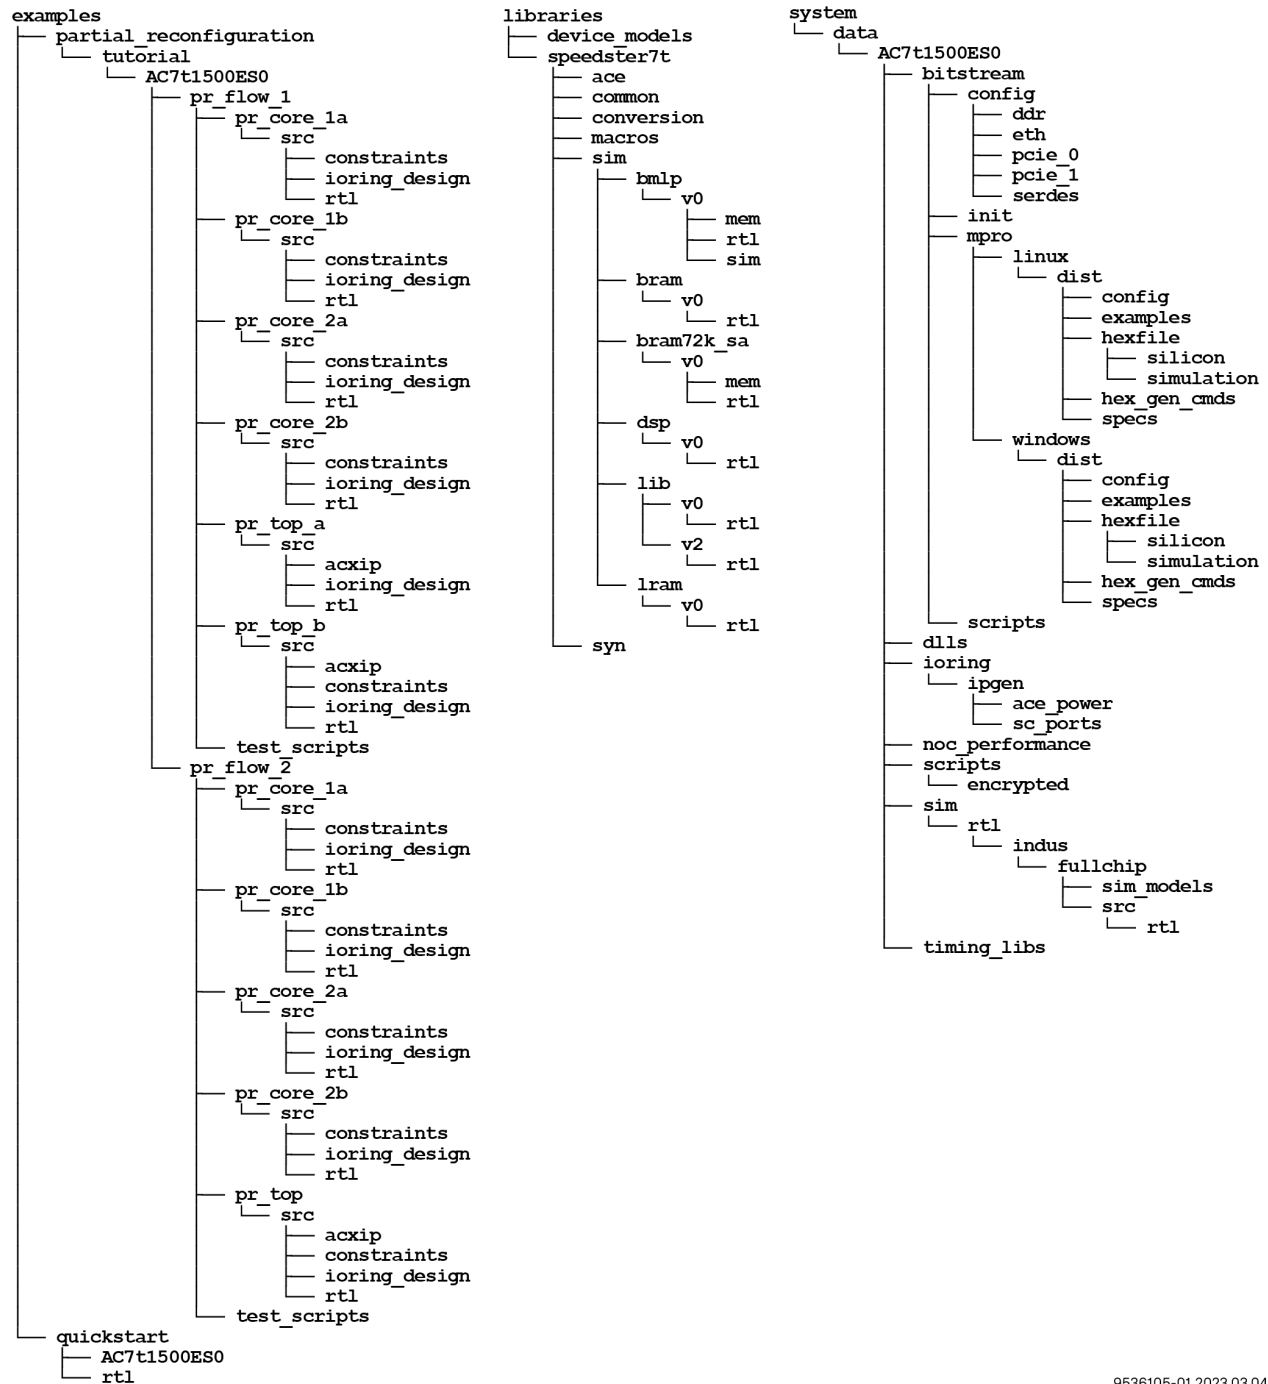 examples
partial_reconfiguration
tutorial
AC7t1500ES0
pr_flow_1
pr_core_1a
src
constraints
ioring_design
rtl
pr_core_1b
src
constraints
ioring_design
rtl
pr_core_2a
src
constraints
ioring_design
rtl
pr_core_2b
src
constraints
ioring_design
rtl
pr_top_a
src
acxip
ioring_design
rtl
pr_top_b
src
acxip
constraints
ioring_design
rtl
test_scripts
pr_flow_2
pr_core_1a
src
constraints
ioring_design
rtl
pr_core_1b
src
constraints
ioring_design
rtl
pr_core_2a
src
constraints
ioring_design
rtl
pr_core_2b
src
constraints
ioring_design
rtl
pr_top
src
acxip
constraints
ioring_design
rtl
test_scripts
quickstart
AC7t1500ES0
rtl
libraries
device_models
speedster7t
ace
common
conversion
macros
sim
bmlp
v0
mem
rtl
sim
bram
v0
rtl
bram72k_sa
v0
mem
rtl
dsp
v0
rtl
lib
v0
rtl
v2
rtl
lram
v0
rtl
syn
system
data
AC7t1500ES0
bitstream
config
ddr
eth
pcie_0
pcie_1
serdes
init
mpro
linux
dist
config
examples
hexfile
silicon
simulation
hex_gen_cmds
specs
windows
dist
config
examples
hexfile
silicon
simulation
hex_gen_cmds
specs
scripts
dlls
ioring
ipgen
ace_power
sc_ports
noc_performance
scripts
encrypted
sim
rtl
indus
fullchip
sim_models
src
rtl
timing_libs
9536105-01.2023.03.04